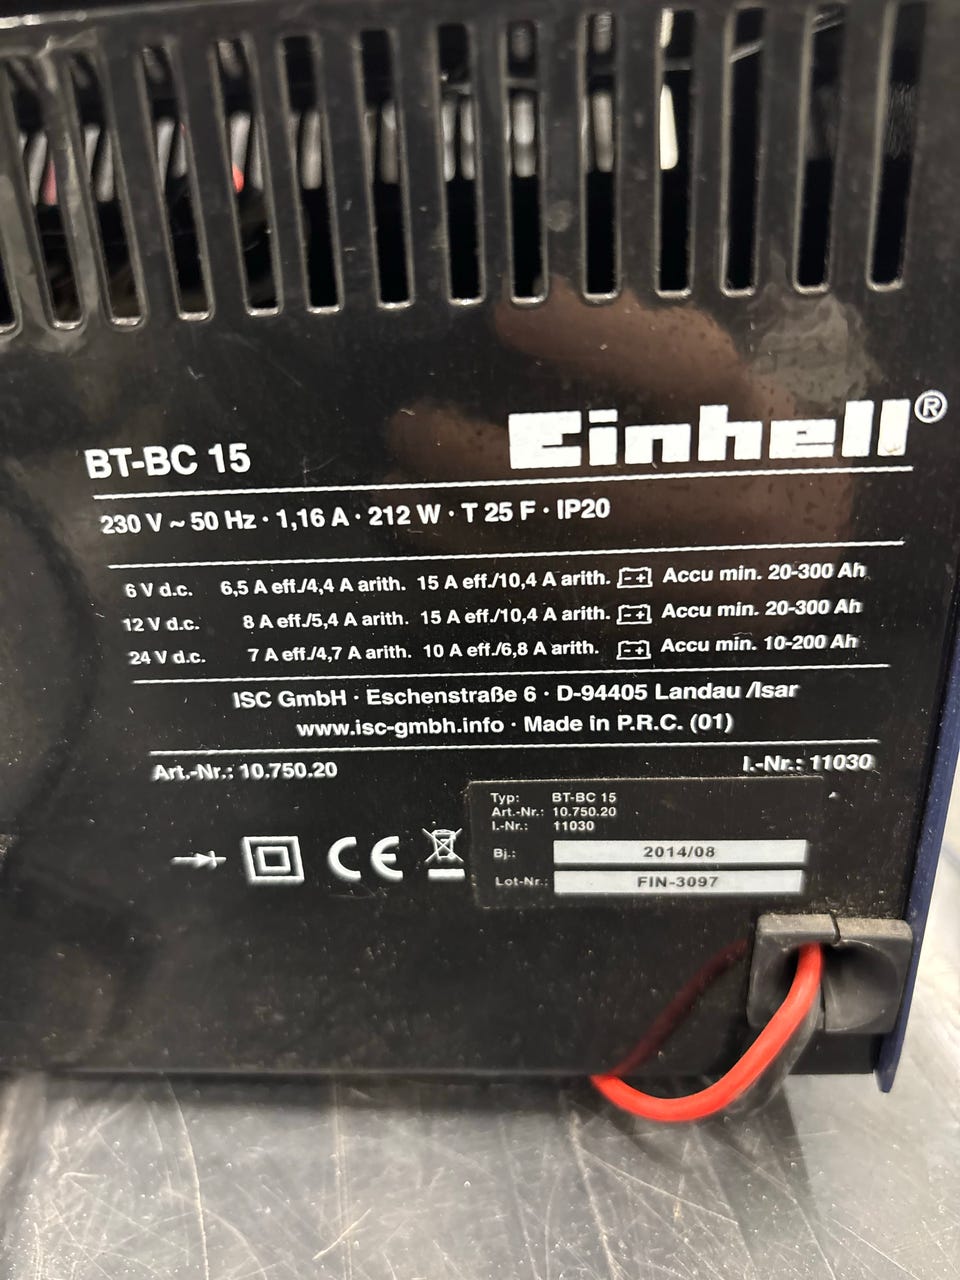 Einhell®
BT-BC 15
230 V ~ 50 Hz · 1,16 A · 212 W · T 25 F · IP20
6 V d.c. 6,5 A eff./4,4 A arith. 15 A eff./10,4 A arith. Accu min. 20-300 Ah
12 V d.c. 8 A eff./5,4 A arith. 15 A eff./10,4 A arith. Accu min. 20-300 Ah
24 V d.c. 7 A eff./4,7 A arith. 10 A eff./6,8 A arith. Accu min. 10-200 Ah
ISC GmbH · Eschenstraße 6 · D-94405 Landau /Isar
www.isc-gmbh.info · Made in P.R.C. (01)
Art.-Nr.: 10.750.20 I.-Nr.: 11030
CE
Typ: BT-BC 15
Art.-Nr.: 10.750.20
I.-Nr.: 11030
Bj.: 2014/08
Lot-Nr.: FIN-3097